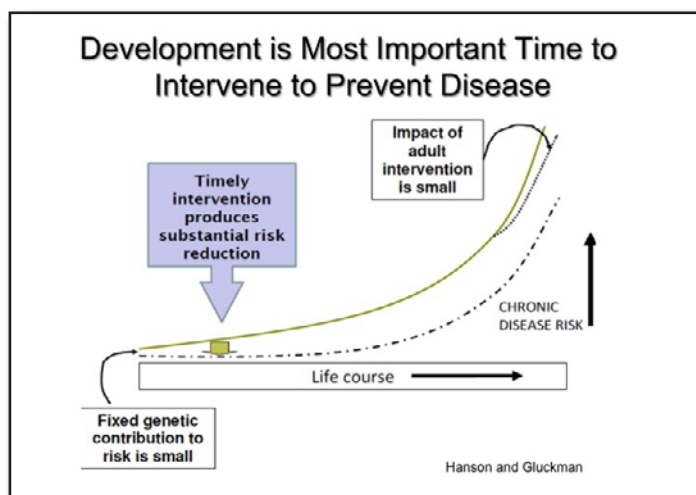 Development is Most Important Time to
Intervene to Prevent Disease
Impact of
adult
intervention
is small
Timely
intervention
produces
substantial risk
reduction
CHRONIC
DISEASE RISK
Life course
Fixed genetic
contribution to
risk is small
Hanson and Gluckman